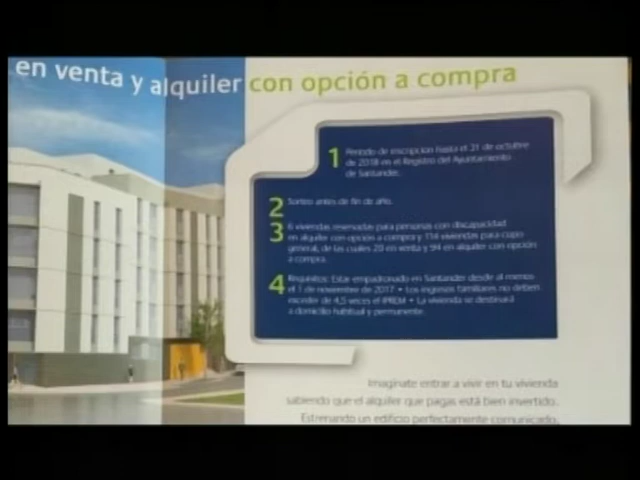 en venta y alquiler con opción a compra
1 Periodo de inscripción hasta el 31 de octubre
de 2018 en el Registro del Ayuntamiento
de Santander.
2 Sorteo antes de fin de año.
3 6 viviendas reservadas para personas con discapacidad
en alquiler con opción a compra y 114 viviendas para cupo
general, de las cuales 20 en venta y 94 en alquiler con opción
a compra.
4 Requisitos: Estar empadronado en Santander desde al menos
el 1 de noviembre de 2017 • Los ingresos familiares no deben
exceder de 4,5 veces el IPREM • La vivienda se destinará
a domicilio habitual y permanente.
Imagínate entrar a vivir en tu vivienda
sabiendo que el alquiler que pagas está bien invertido.
Estrenando un edificio perfectamente comunicado,